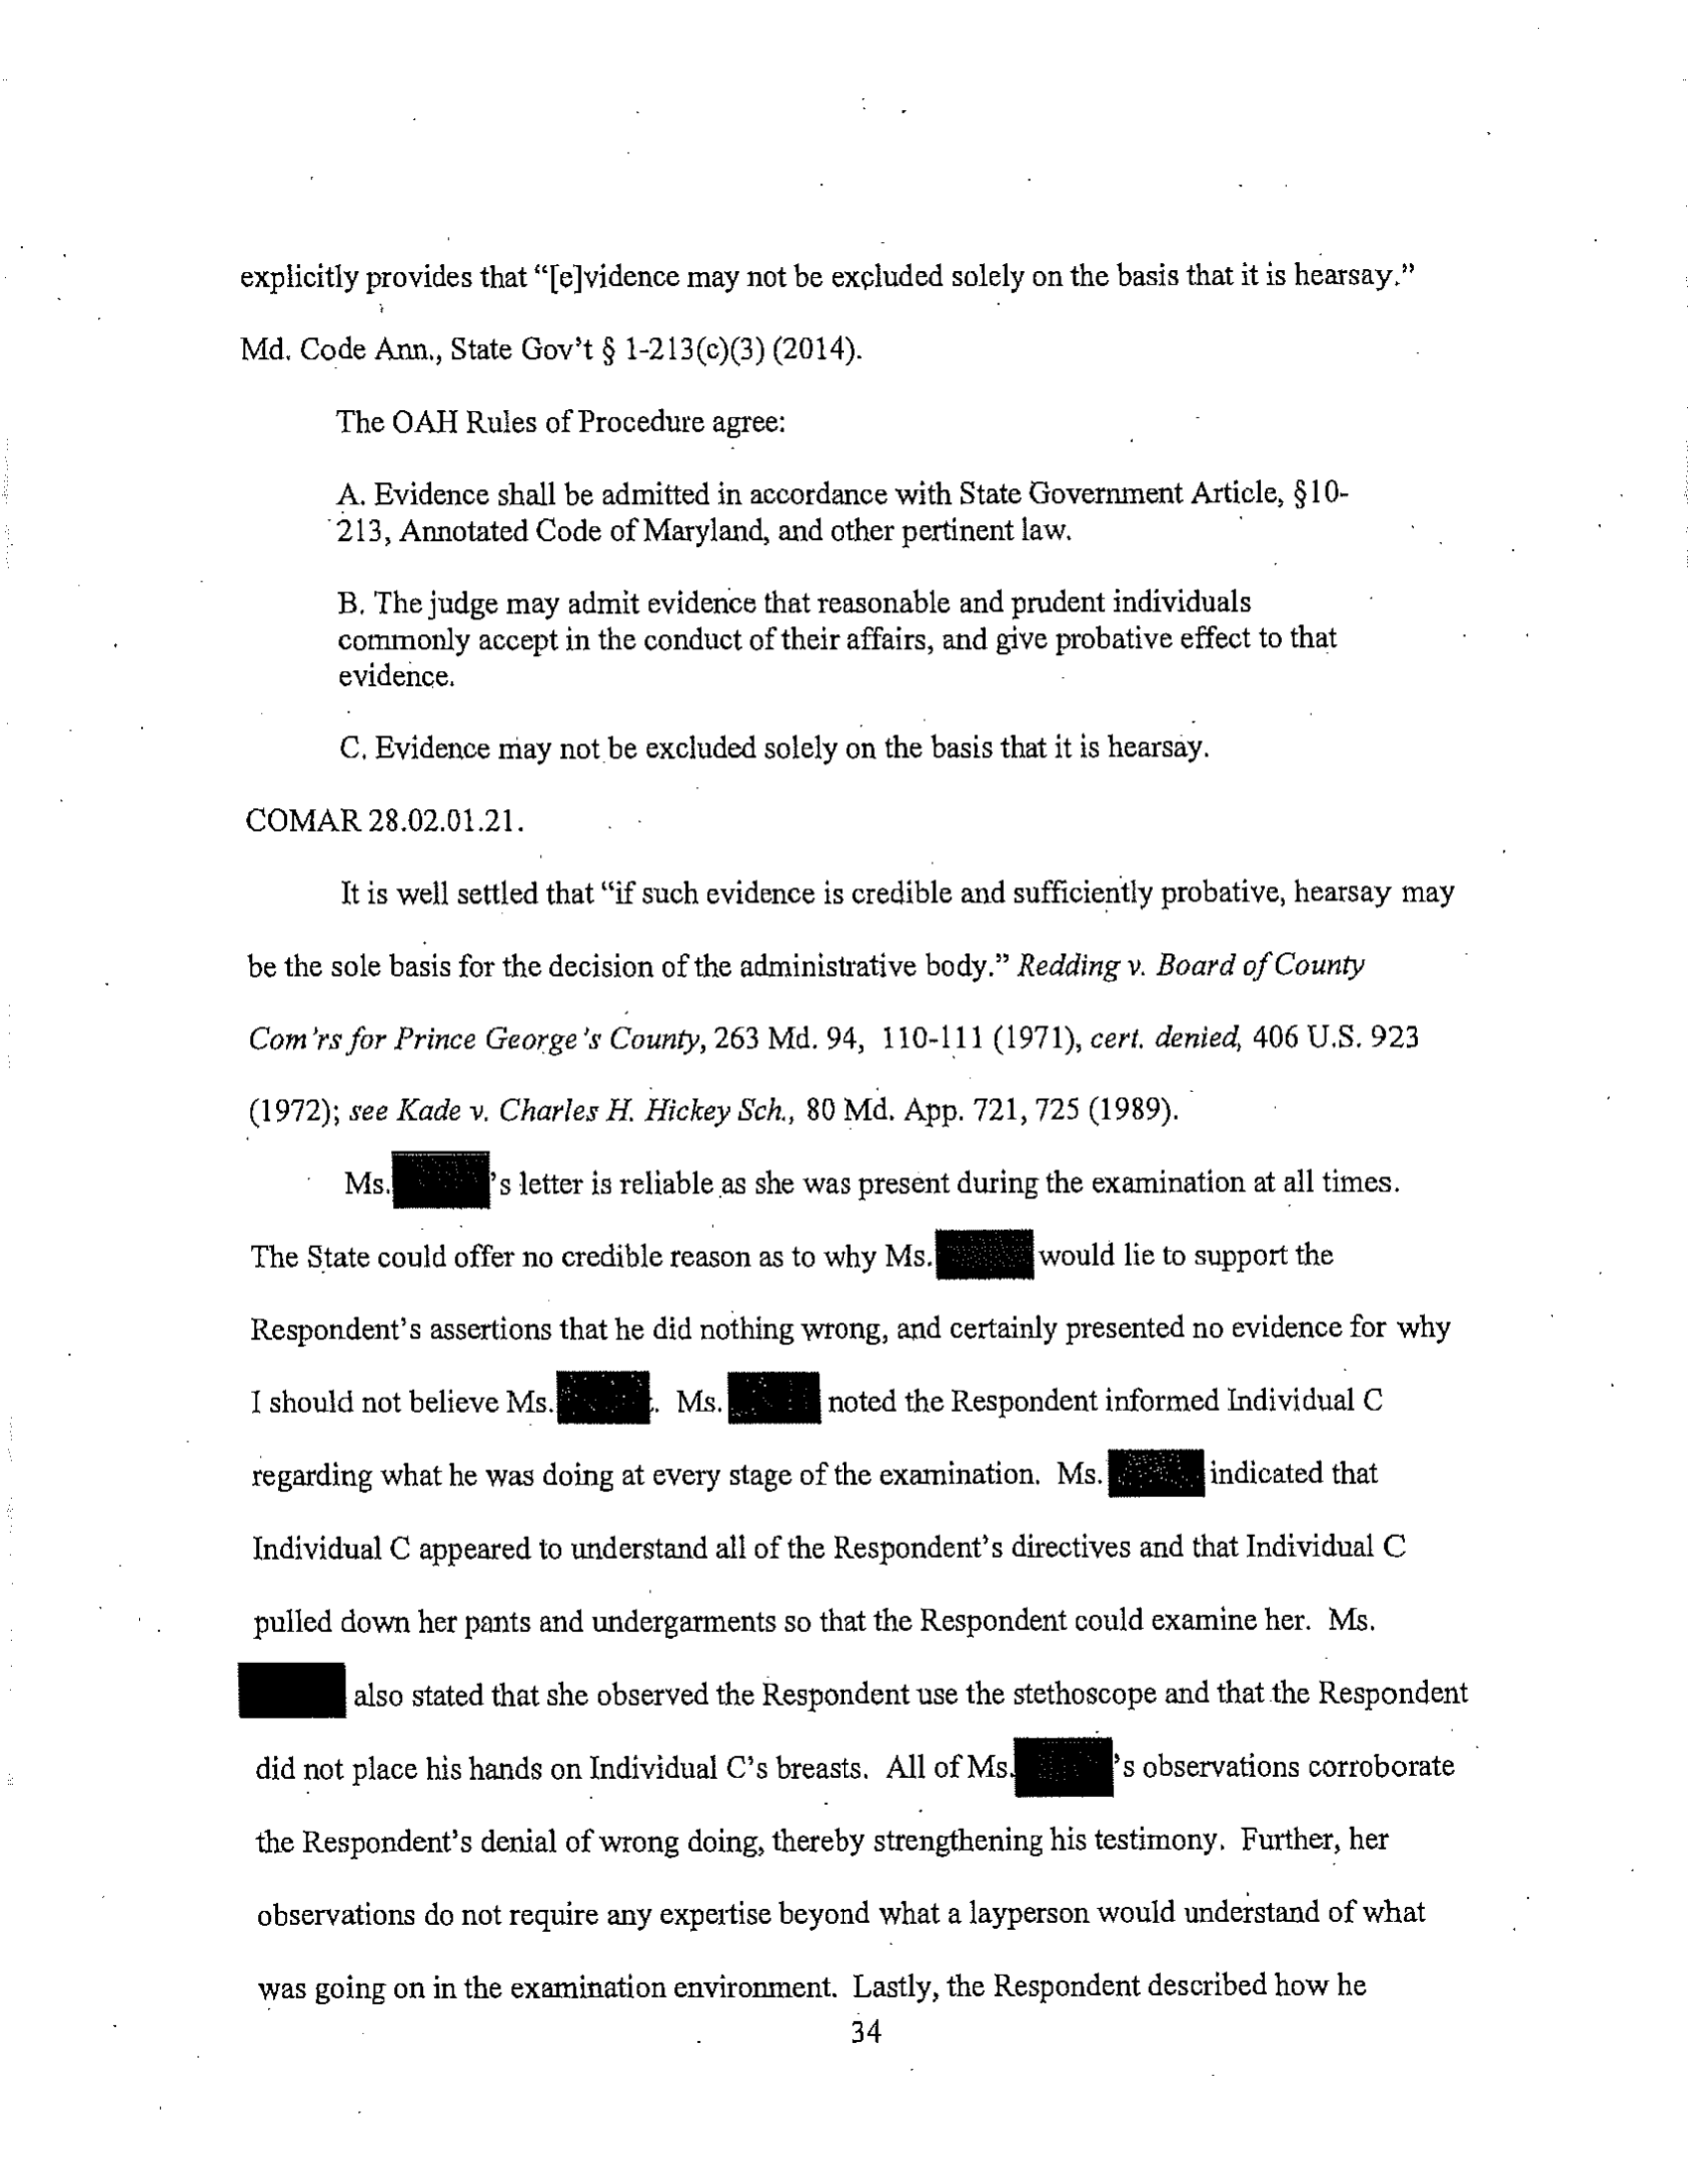 explicitly provides that “[e]vidence may not be excluded solely on the basis that it is hearsay.”
Md. Code Ann., State Gov’t § 1-213(c)(3) (2014).
The OAH Rules of Procedure agree:
A. Evidence shall be admitted in accordance with State Government Article, §10-
213, Annotated Code of Maryland, and other pertinent law.
B. The judge may admit evidence that reasonable and prudent individuals
commonly accept in the conduct of their affairs, and give probative effect to that
evidence.
C. Evidence may not be excluded solely on the basis that it is hearsay.
COMAR 28.02.01.21.
It is well settled that “if such evidence is credible and sufficiently probative, hearsay may
be the sole basis for the decision of the administrative body.” Redding v. Board of County
Com’rs for Prince George’s County, 263 Md. 94, 110-111 (1971), cert. denied, 406 U.S. 923
(1972); see Kade v. Charles H. Hickey Sch., 80 Md. App. 721, 725 (1989).
Ms. ’s letter is reliable as she was present during the examination at all times.
The State could offer no credible reason as to why Ms. would lie to support the
Respondent’s assertions that he did nothing wrong, and certainly presented no evidence for why
I should not believe Ms. . Ms. noted the Respondent informed Individual C
regarding what he was doing at every stage of the examination. Ms. indicated that
Individual C appeared to understand all of the Respondent’s directives and that Individual C
pulled down her pants and undergarments so that the Respondent could examine her. Ms.
also stated that she observed the Respondent use the stethoscope and that the Respondent
did not place his hands on Individual C’s breasts. All of Ms. ’s observations corroborate
the Respondent’s denial of wrong doing, thereby strengthening his testimony. Further, her
observations do not require any expertise beyond what a layperson would understand of what
was going on in the examination environment. Lastly, the Respondent described how he
34